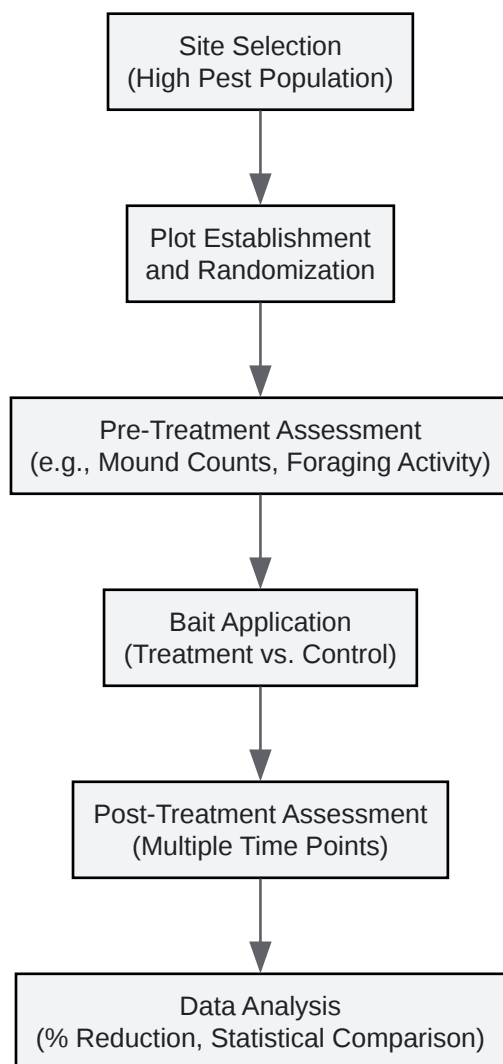 Site Selection
(High Pest Population)
Plot Establishment
and Randomization
Pre-Treatment Assessment
(e.g., Mound Counts, Foraging Activity)
Bait Application
(Treatment vs. Control)
Post-Treatment Assessment
(Multiple Time Points)
Data Analysis
(% Reduction, Statistical Comparison)